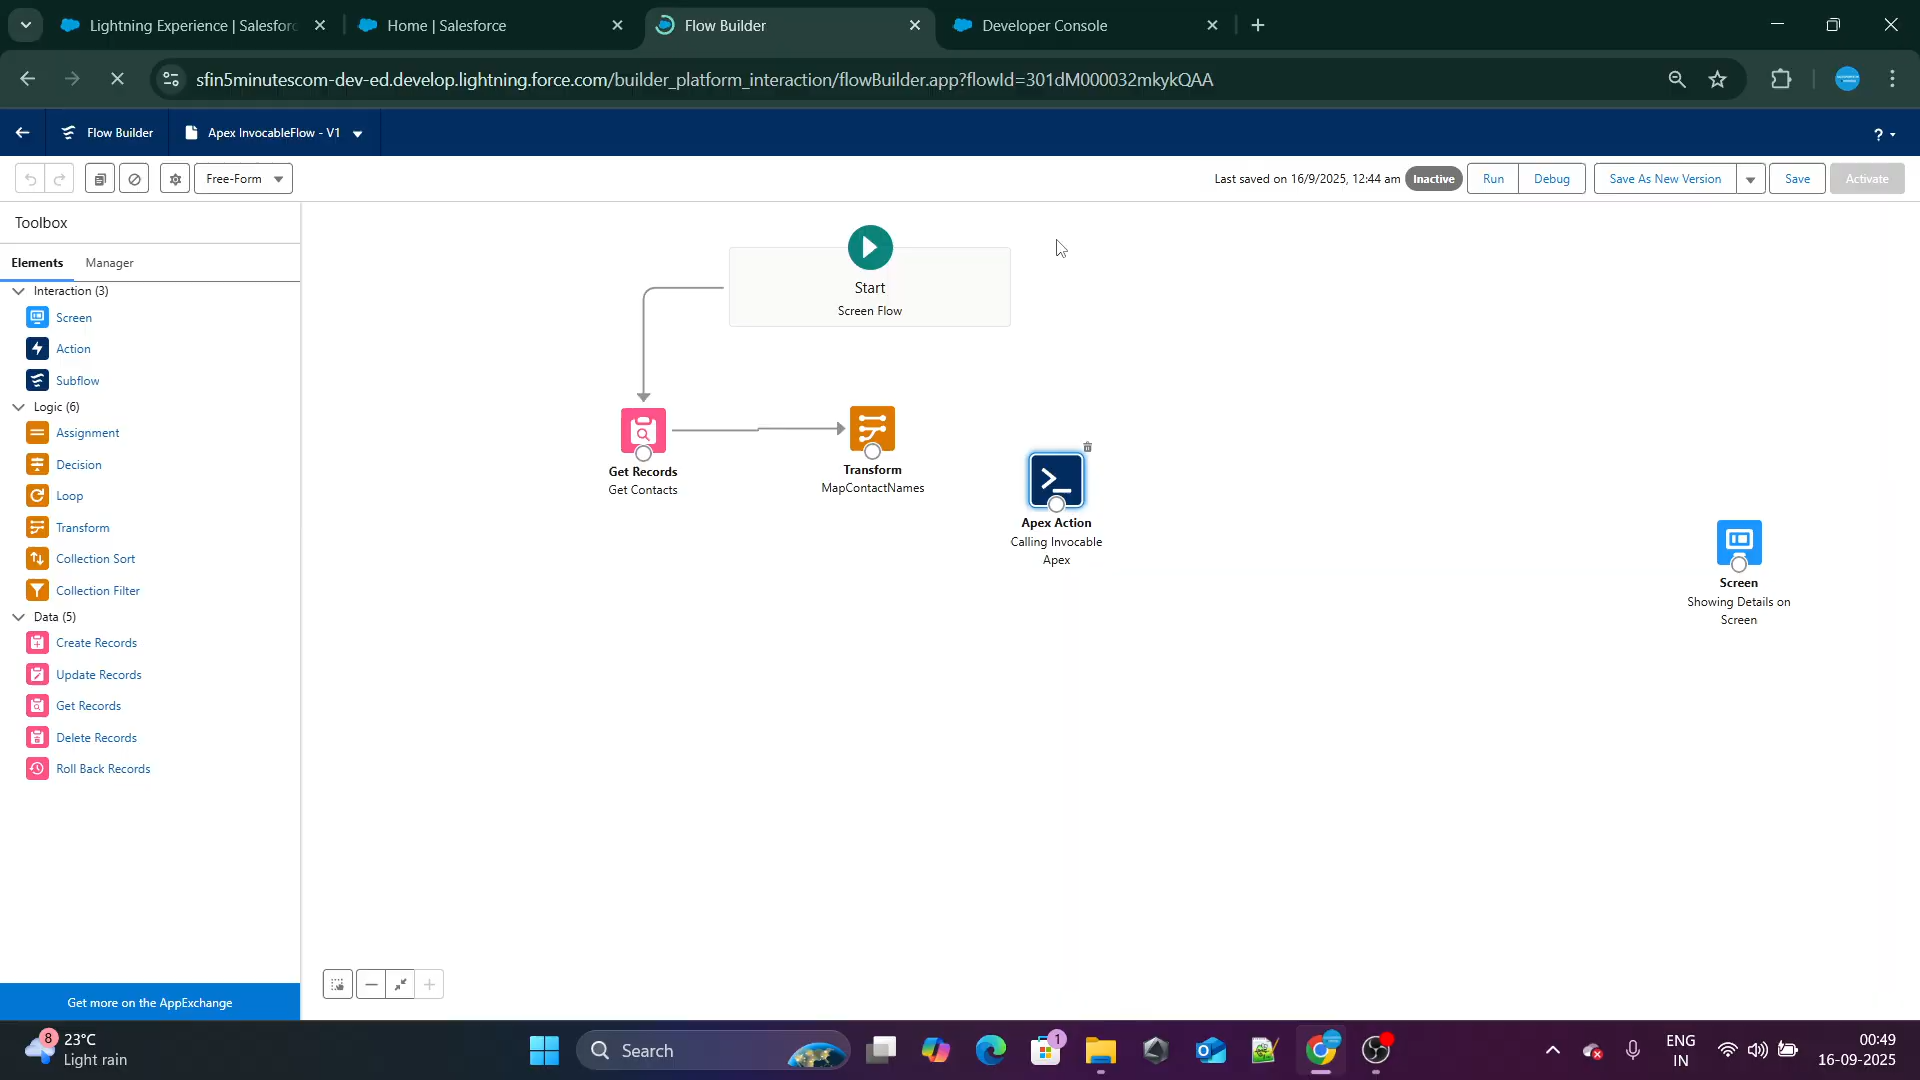 Lightning Experience | Salesforc
Home | Salesforce
Flow Builder
Developer Console
sfin5minutescom-dev-ed.develop.lightning.force.com/builder_platform_interaction/flowBuilder.app?flowId=301dM000032mkykQAA
Flow Builder
Apex InvocableFlow - V1
?
Free-Form
Last saved on 16/9/2025, 12:44 am
Inactive
Run
Debug
Save As New Version
Save
Activate
Toolbox
Elements
Manager
Interaction (3)
Screen
Action
Subflow
Logic (6)
Assignment
Decision
Loop
Transform
Collection Sort
Collection Filter
Data (5)
Create Records
Update Records
Get Records
Delete Records
Roll Back Records
Get more on the AppExchange
Start
Screen Flow
Get Records
Get Contacts
Transform
MapContactNames
Apex Action
Calling Invocable
Apex
Screen
Showing Details on
Screen
8
23°C
Light rain
Search
1
ENG
IN
00:49
16-09-2025